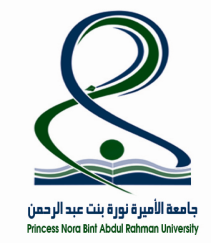 جامعة الأميرة نورة بنت عبد الرحمن
Princess Nora Bint Abdul Rahman University